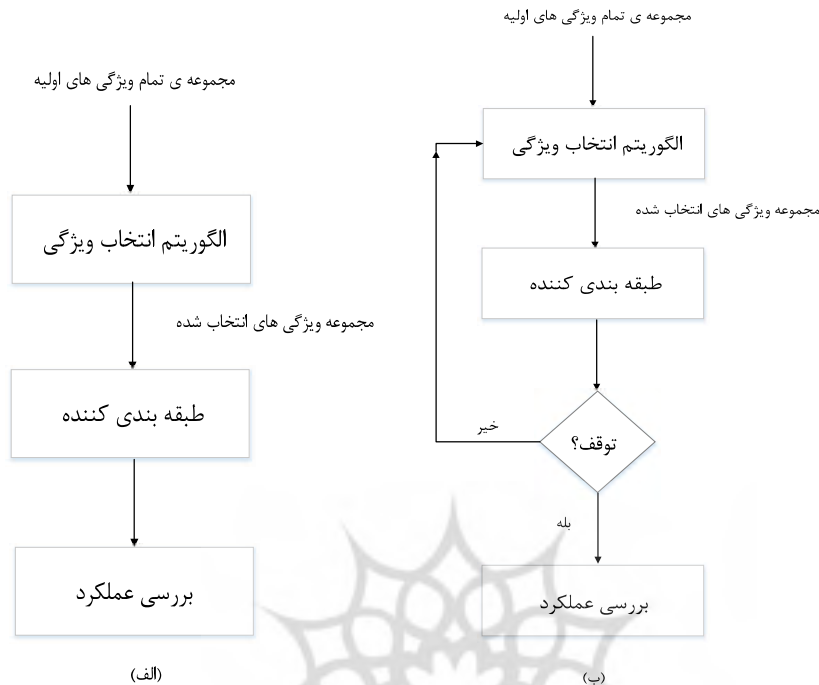 مجموعه ی تمام ویژگی های اولیه
الگوریتم انتخاب ویژگی
مجموعه ویژگی های انتخاب شده
طبقه بندی کننده
توقف؟
خیر
بله
بررسی عملکرد
(ب)
مجموعه ی تمام ویژگی های اولیه
الگوریتم انتخاب ویژگی
مجموعه ویژگی های انتخاب شده
طبقه بندی کننده
بررسی عملکرد
(الف)